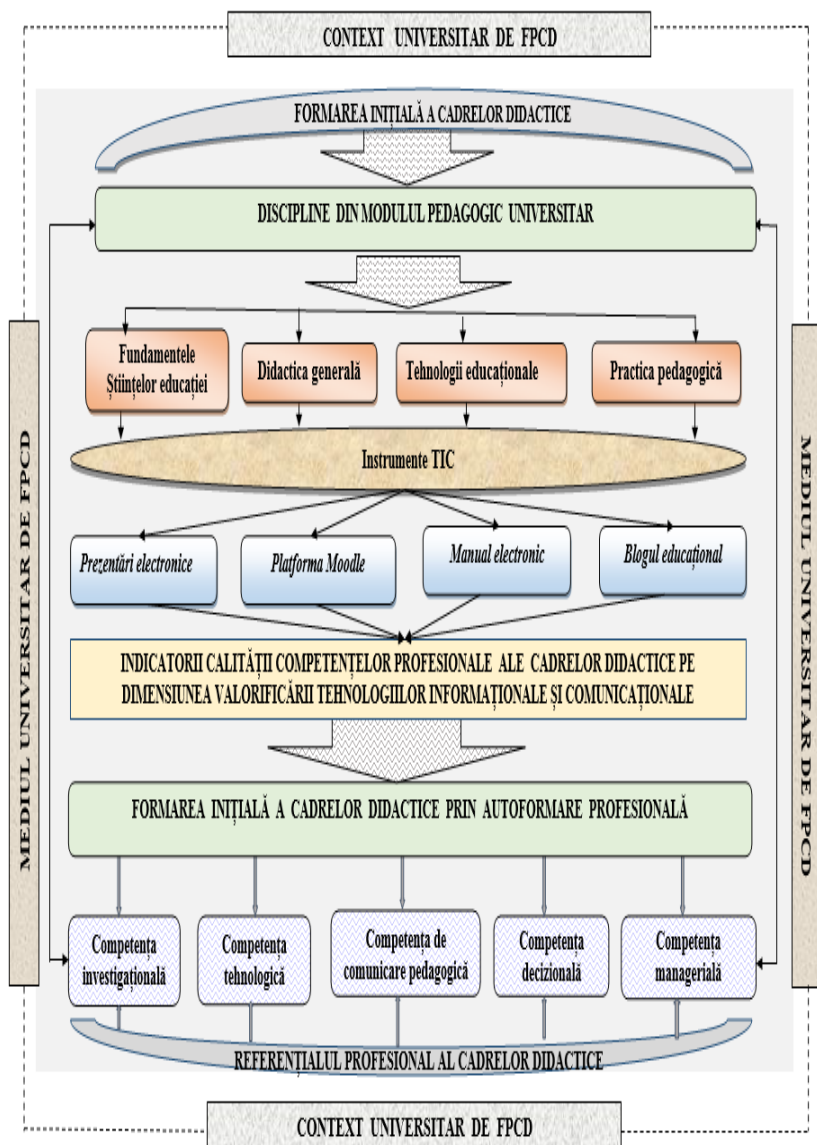 CONTEXT UNIVERSITAR DE FPCD
FORMAREA INIȚIALĂ A CADRELOR DIDACTICE
DISCIPLINE DIN MODULUL PEDAGOGIC UNIVERSITAR
Fundamentele
Științelor educației
Didactica generală
Tehnologii educaționale
Practica pedagogică
Instrumente TIC
Prezentări electronice
Platforma Moodle
Manual electronic
Blogul educațional
INDICATORII CALITĂȚII COMPETENȚELOR PROFESIONALE ALE CADRELOR DIDACTICE PE
DIMENSIUNEA VALORIFICĂRII TEHNOLOGIILOR INFORMAȚIONALE ȘI COMUNICAȚIONALE
FORMAREA INIȚIALĂ A CADRELOR DIDACTICE PRIN AUTOFORMARE PROFESIONALĂ
Competența
investigațională
Competența
tehnologică
Competența de
comunicare pedagogică
Competența
decizională
Competența
managerială
REFERENȚIALUL PROFESIONAL AL CADRELOR DIDACTICE
CONTEXT UNIVERSITAR DE FPCD
MEDIUL UNIVERSITAR DE FPCD
MEDIUL UNIVERSITAR DE FPCD